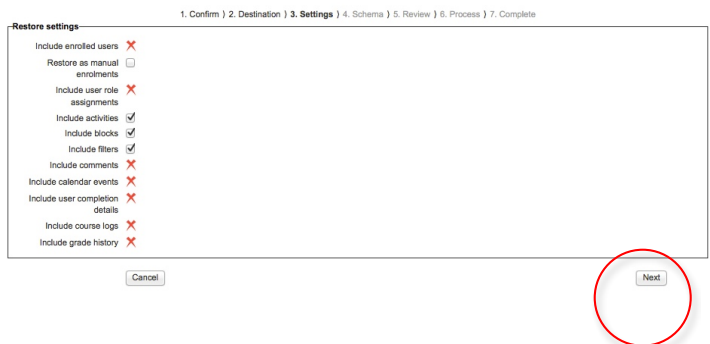 1. Confirm ) 2. Destination ) 3. Settings ) 4. Schema ) 5. Review ) 6. Process ) 7. Complete
Restore settings
Include enrolled users
Restore as manual
enrolments
Include user role
assignments
Include activities
Include blocks
Include filters
Include comments
Include calendar events
Include user completion
details
Include course logs
Include grade history
Cancel Next